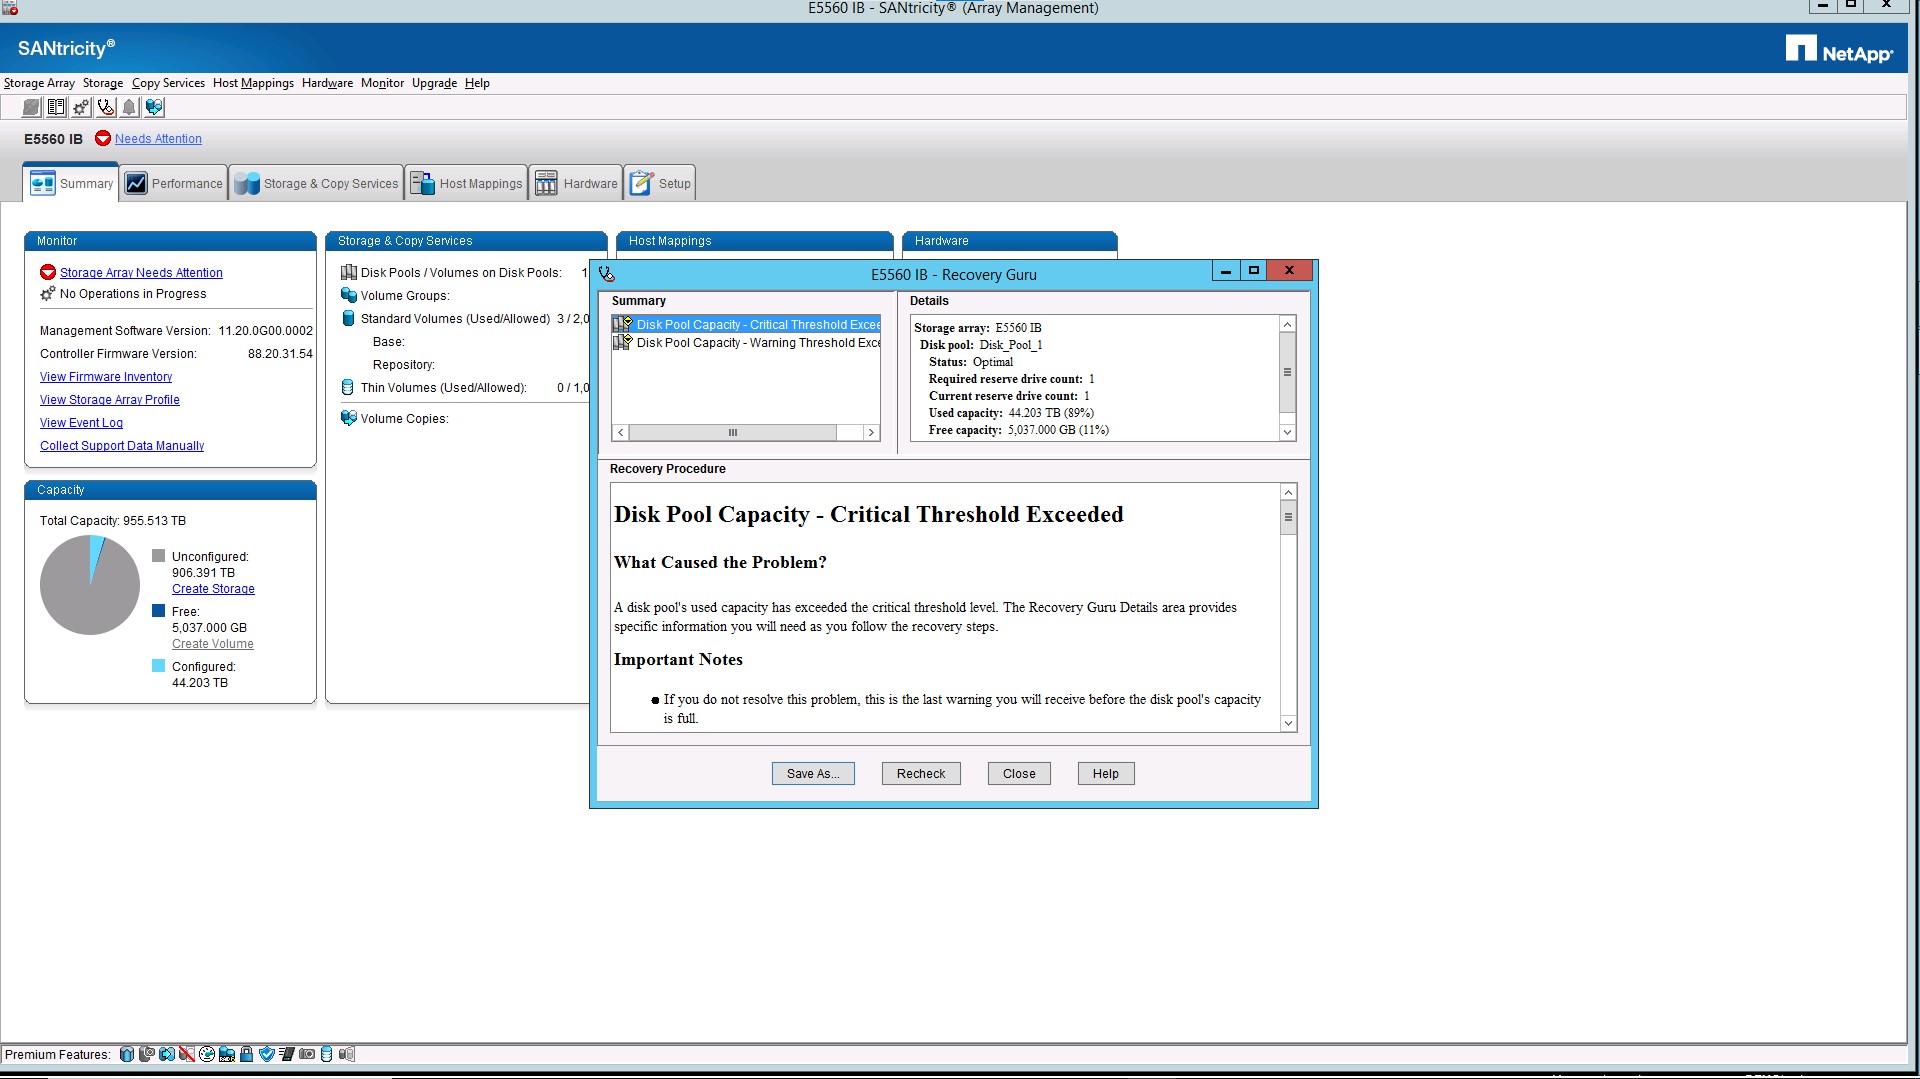 E5560 IB - SANtricity® (Array Management)
SANtricity®
NetApp®
Storage Array Storage Copy Services Host Mappings Hardware Monitor Upgrade Help
E5560 IB Needs Attention
Summary Performance Storage & Copy Services Host Mappings Hardware Setup
Monitor
Storage Array Needs Attention
No Operations in Progress
Management Software Version: 11.20.0G00.0002
Controller Firmware Version: 88.20.31.54
View Firmware Inventory
View Storage Array Profile
View Event Log
Collect Support Data Manually
Capacity
Total Capacity: 955.513 TB
Unconfigured:
906.391 TB
Create Storage
Free:
5,037.000 GB
Create Volume
Configured:
44.203 TB
Storage & Copy Services
Disk Pools / Volumes on Disk Pools: 1
Volume Groups:
Standard Volumes (Used/Allowed) 3 / 2,0
Base:
Repository:
Thin Volumes (Used/Allowed): 0 / 1,0
Volume Copies:
Host Mappings
Hardware
E5560 IB - Recovery Guru
Summary
Disk Pool Capacity - Critical Threshold Excee
Disk Pool Capacity - Warning Threshold Exce
Details
Storage array: E5560 IB
Disk pool: Disk_Pool_1
Status: Optimal
Required reserve drive count: 1
Current reserve drive count: 1
Used capacity: 44.203 TB (89%)
Free capacity: 5,037.000 GB (11%)
Recovery Procedure
Disk Pool Capacity - Critical Threshold Exceeded
What Caused the Problem?
A disk pool's used capacity has exceeded the critical threshold level. The Recovery Guru Details area provides
specific information you will need as you follow the recovery steps.
Important Notes
If you do not resolve this problem, this is the last warning you will receive before the disk pool's capacity
is full.
Save As... Recheck Close Help
Premium Features: